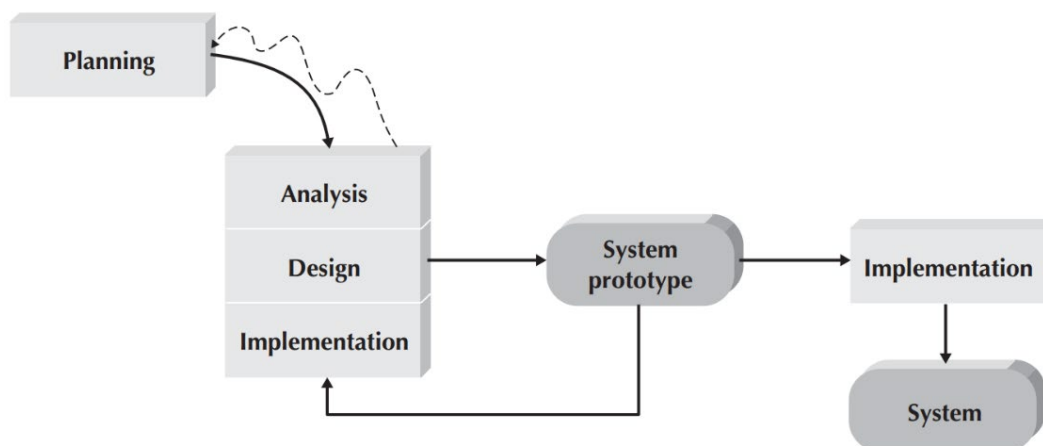 Planning
Analysis
Design
Implementation
System
prototype
Implementation
System